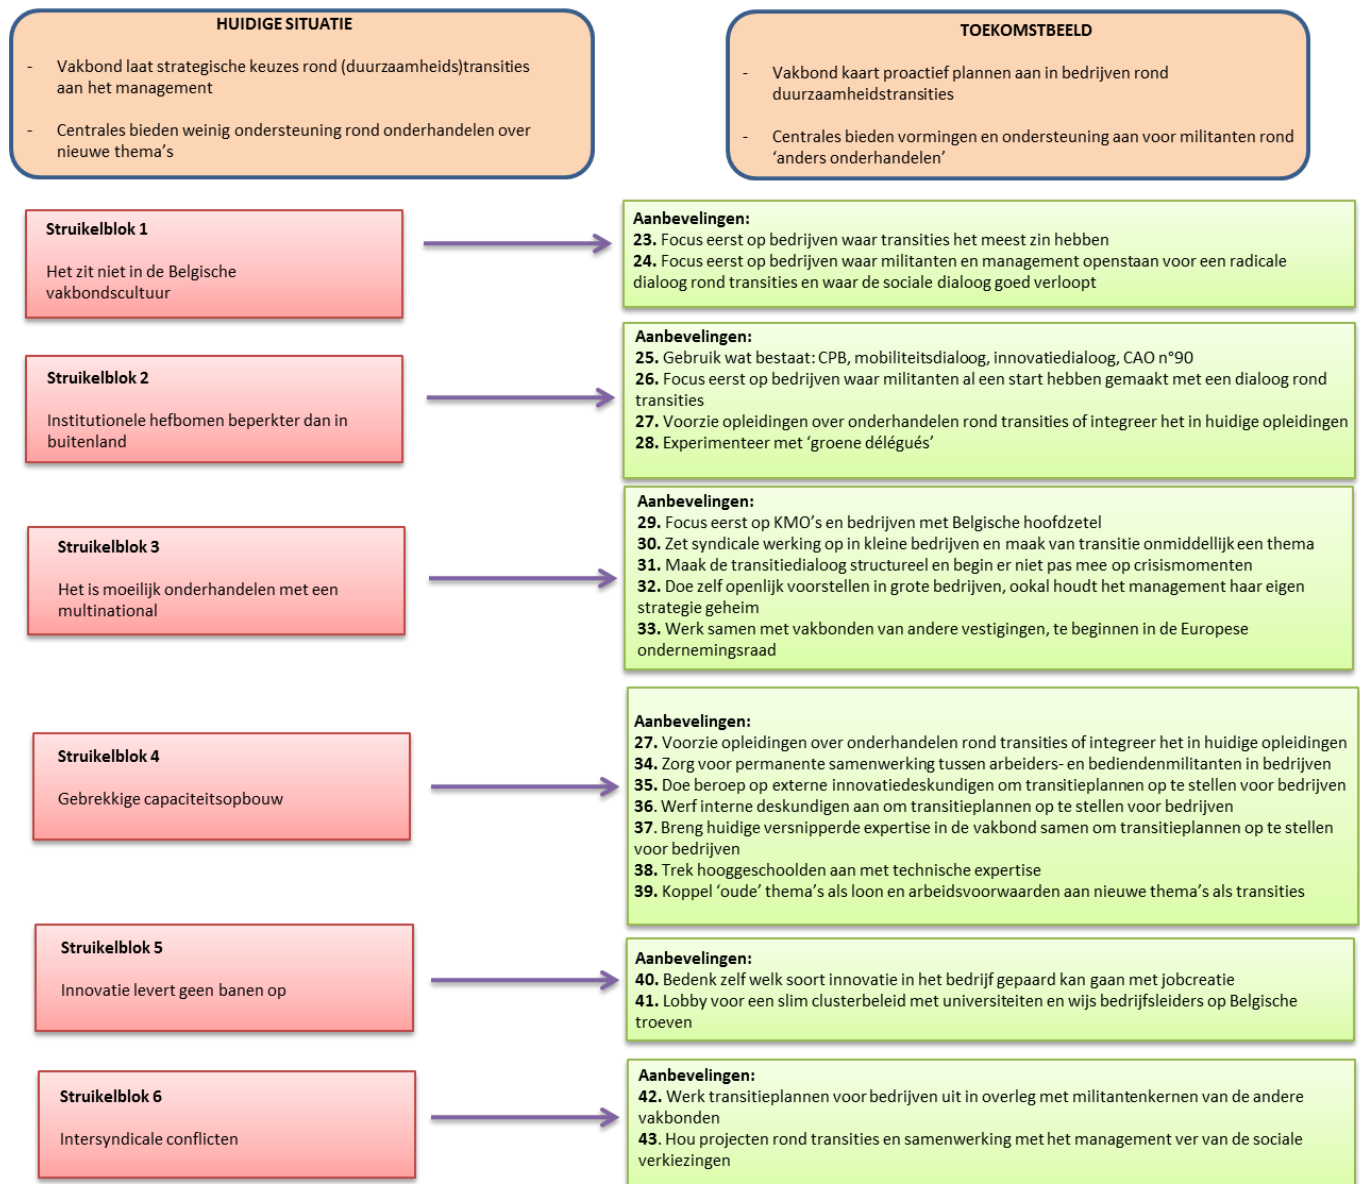 HUIDIGE SITUATIE
- Vakbond laat strategische keuzes rond (duurzaamheids)transities
aan het management
- Centrales bieden weinig ondersteuning rond onderhandelen over
nieuwe thema's
TOEKOMSTBEELD
- Vakbond kaart proactief plannen aan in bedrijven rond
duurzaamheidstransities
- Centrales bieden vormingen en ondersteuning aan voor militanten rond
'anders onderhandelen'
Struikelblok 1
Het zit niet in de Belgische
vakbondscultuur
Aanbevelingen:
23. Focus eerst op bedrijven waar transities het meest zin hebben
24. Focus eerst op bedrijven waar militanten en management openstaan voor een radicale
dialoog rond transities en waar de sociale dialoog goed verloopt
Struikelblok 2
Institutionele hefbomen beperkter dan in
buitenland
Aanbevelingen:
25. Gebruik wat bestaat: CPB, mobiliteitsdialoog, innovatiedialoog, CAO n°90
26. Focus eerst op bedrijven waar militanten al een start hebben gemaakt met een dialoog rond
transities
27. Voorzie opleidingen over onderhandelen rond transities of integreer het in huidige opleidingen
28. Experimenteer met 'groene délégués'
Struikelblok 3
Het is moeilijk onderhandelen met een
multinational
Aanbevelingen:
29. Focus eerst op KMO's en bedrijven met Belgische hoofdzetel
30. Zet syndicale werking op in kleine bedrijven en maak van transitie onmiddellijk een thema
31. Maak de transitiedialoog structureel en begin er niet pas mee op crisismomenten
32. Doe zelf openlijk voorstellen in grote bedrijven, ookal houdt het management haar eigen
strategie geheim
33. Werk samen met vakbonden van andere vestigingen, te beginnen in de Europese
ondernemingsraad
Struikelblok 4
Gebrekkige capaciteitsopbouw
Aanbevelingen:
27. Voorzie opleidingen over onderhandelen rond transities of integreer het in huidige opleidingen
34. Zorg voor permanente samenwerking tussen arbeiders- en bediendenmilitanten in bedrijven
35. Doe beroep op externe innovatiedeskundigen om transitieplannen op te stellen voor bedrijven
36. Werf interne deskundigen aan om transitieplannen op te stellen voor bedrijven
37. Breng huidige versnipperde expertise in de vakbond samen om transitieplannen op te stellen
voor bedrijven
38. Trek hooggeschoolden aan met technische expertise
39. Koppel 'oude' thema's als loon en arbeidsvoorwaarden aan nieuwe thema's als transities
Struikelblok 5
Innovatie levert geen banen op
Aanbevelingen:
40. Bedenk zelf welk soort innovatie in het bedrijf gepaard kan gaan met jobcreatie
41. Lobby voor een slim clusterbeleid met universiteiten en wijs bedrijfsleiders op Belgische
troeven
Struikelblok 6
Intersyndicale conflicten
Aanbevelingen:
42. Werk transitieplannen voor bedrijven uit in overleg met militantenkernen van de andere
vakbonden
43. Hou projecten rond transities en samenwerking met het management ver van de sociale
verkiezingen